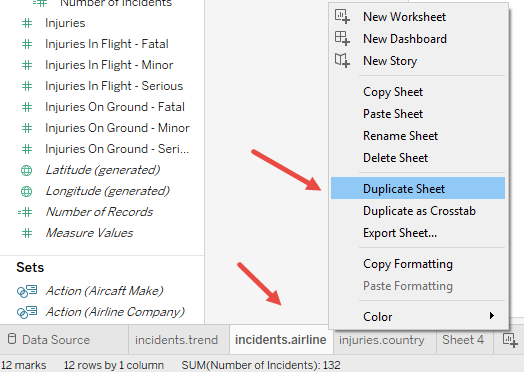 Number of Incidents
Injuries
Injuries In Flight - Fatal
Injuries In Flight - Minor
Injuries In Flight - Serious
Injuries On Ground - Fatal
Injuries On Ground - Minor
Injuries On Ground - Seri...
Latitude (generated)
Longitude (generated)
Number of Records
Measure Values
Sets
Action (Aircaft Make)
Action (Airline Company)
New Worksheet
New Dashboard
New Story
Copy Sheet
Paste Sheet
Rename Sheet
Delete Sheet
Duplicate Sheet
Duplicate as Crosstab
Export Sheet...
Copy Formatting
Paste Formatting
Color
Data Source incidents.trend incidents.airline injuries.country Sheet 4
12 marks 12 rows by 1 column SUM(Number of Incidents): 132